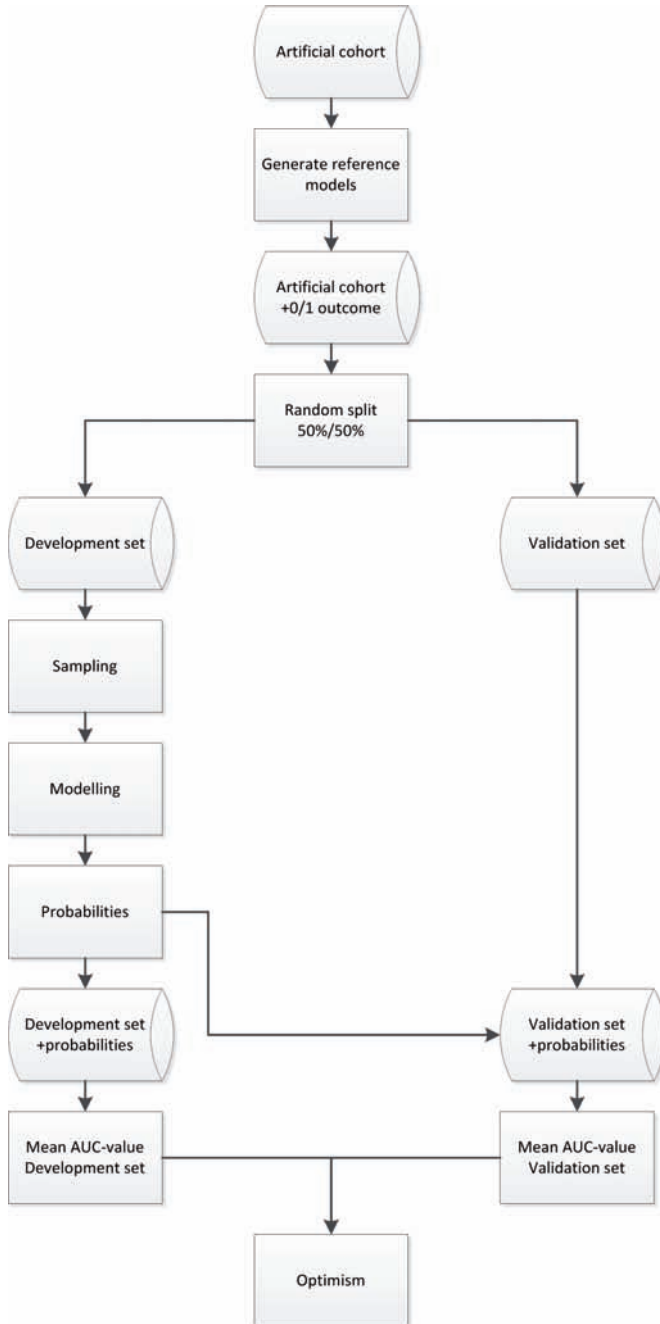 Artificial cohort
Generate reference
models
Artificial cohort
+0/1 outcome
Random split
50%/50%
Development set
Validation set
Sampling
Modelling
Probabilities
Development set
+probabilities
Validation set
+probabilities
Mean AUC-value
Development set
Mean AUC-value
Validation set
Optimism